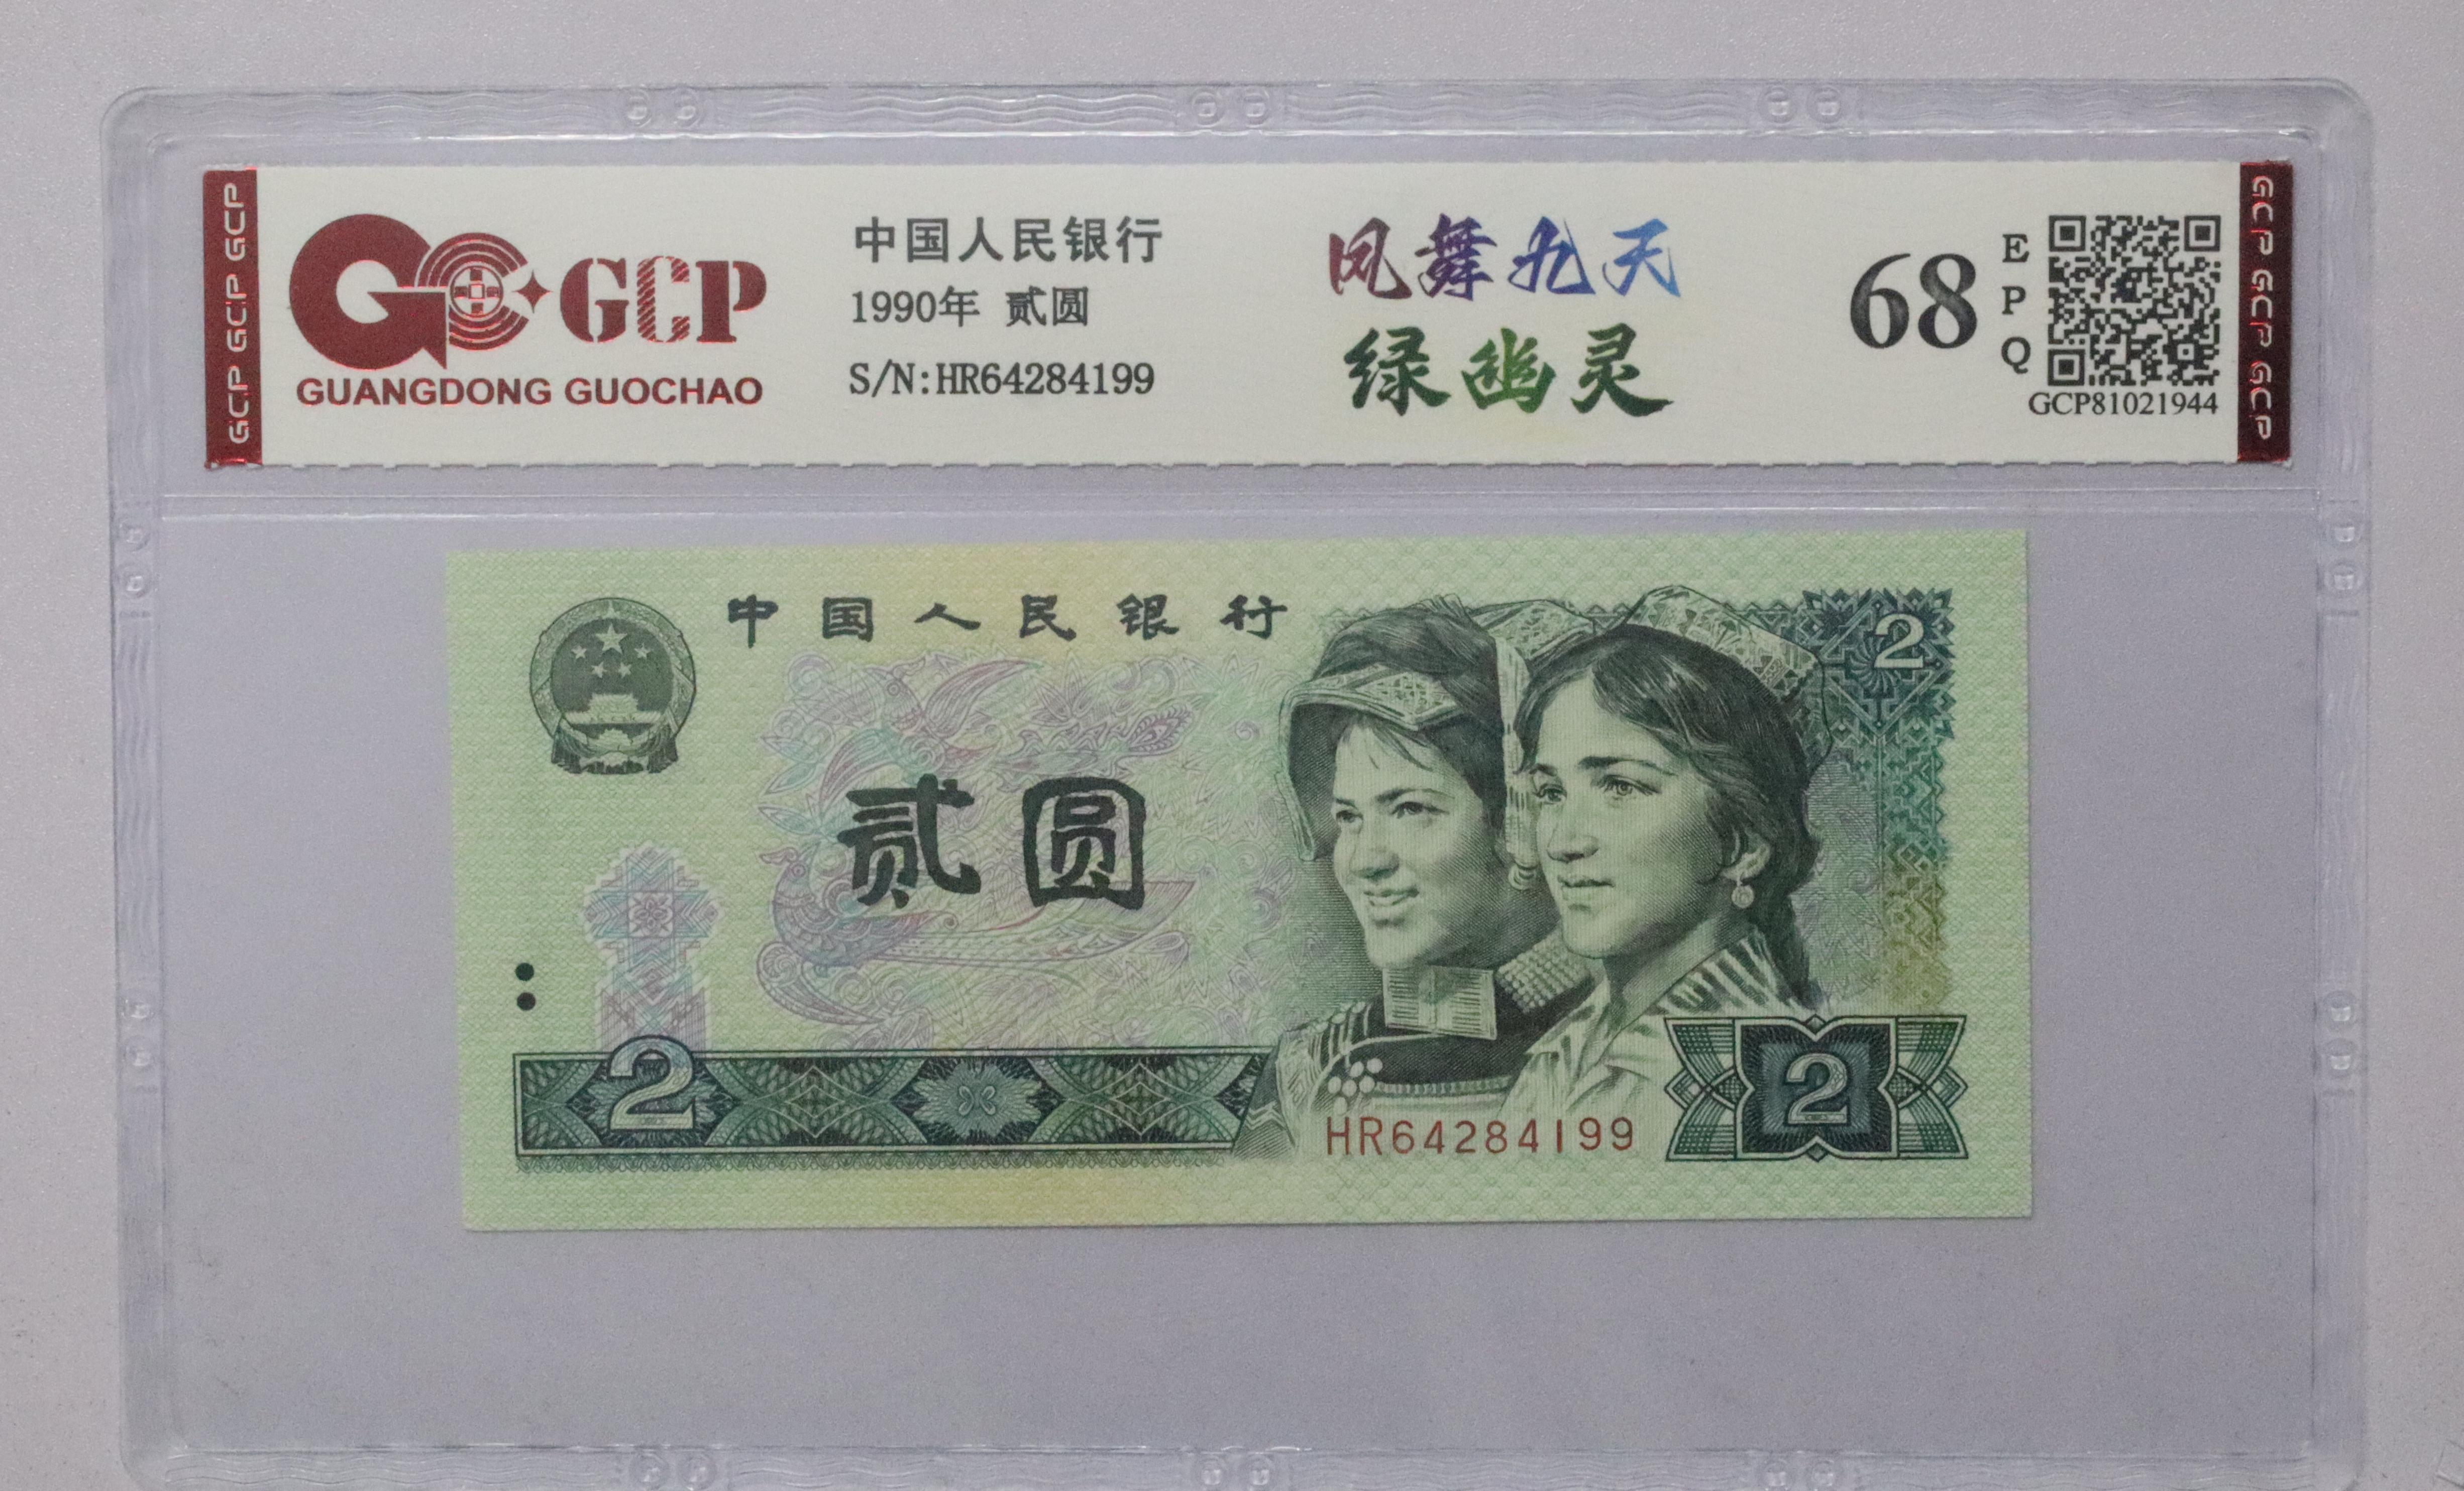 GCP GCP GCP
GCP
GUANGDONG GUOCHAO
中国人民银行
1990年 贰圆
S/N:HR64284199
凤舞九天
绿幽灵
68
EPQ
GCP81021944
GCP GCP GCP
中国人民银行
2
贰圆
2
HR64284199
2